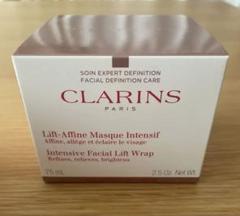 SOIN EXPERT DEFINITION
FACIAL DEFINITION CARE
CLARINS
PARIS
Lift-Affine Masque Intensif
Affine, allège et éclaire le visage
Intensive Facial Lift Wrap
Refines, relieves, brightens
75 ml
2.5 Oz. Net Wt.